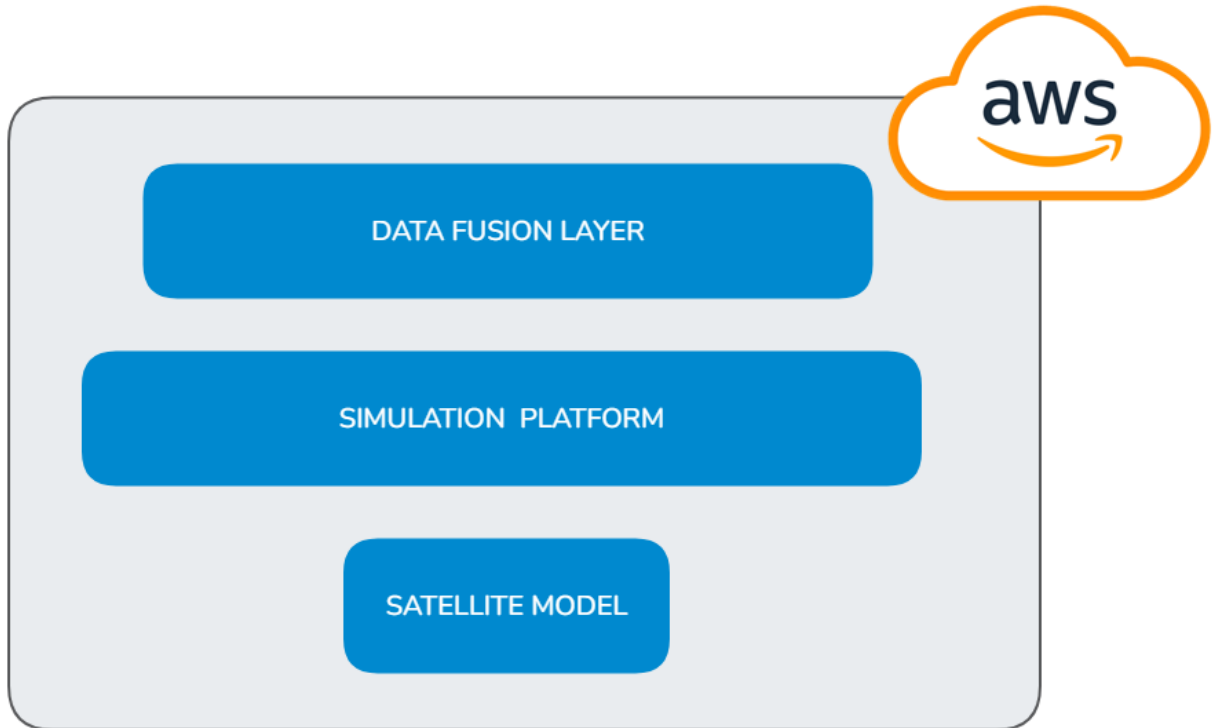 aws
DATA FUSION LAYER
SIMULATION PLATFORM
SATELLITE MODEL